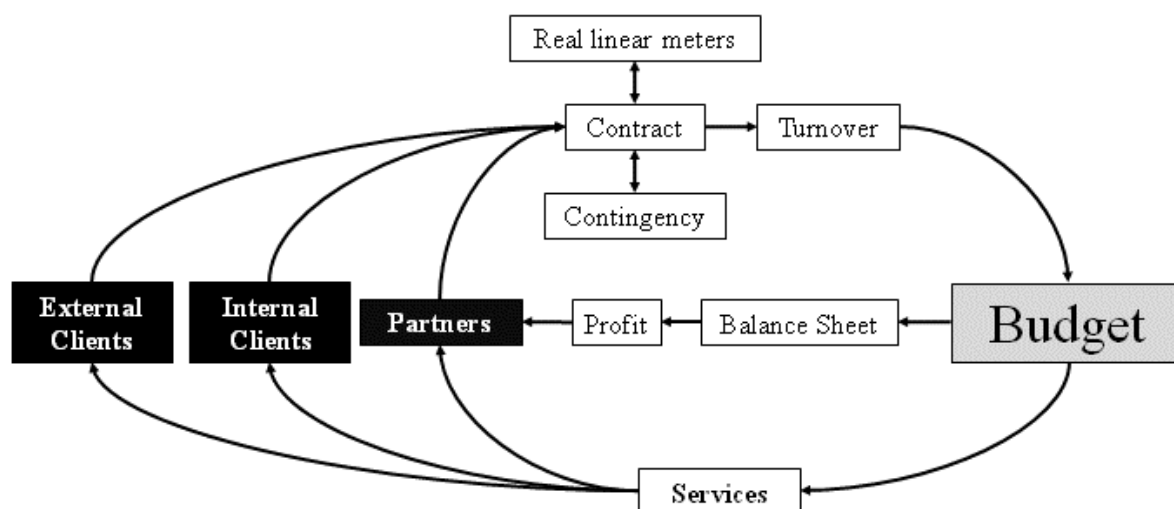 Real linear meters
Contract
Turnover
Contingency
External
Clients
Internal
Clients
Partners
Profit
Balance Sheet
Budget
Services